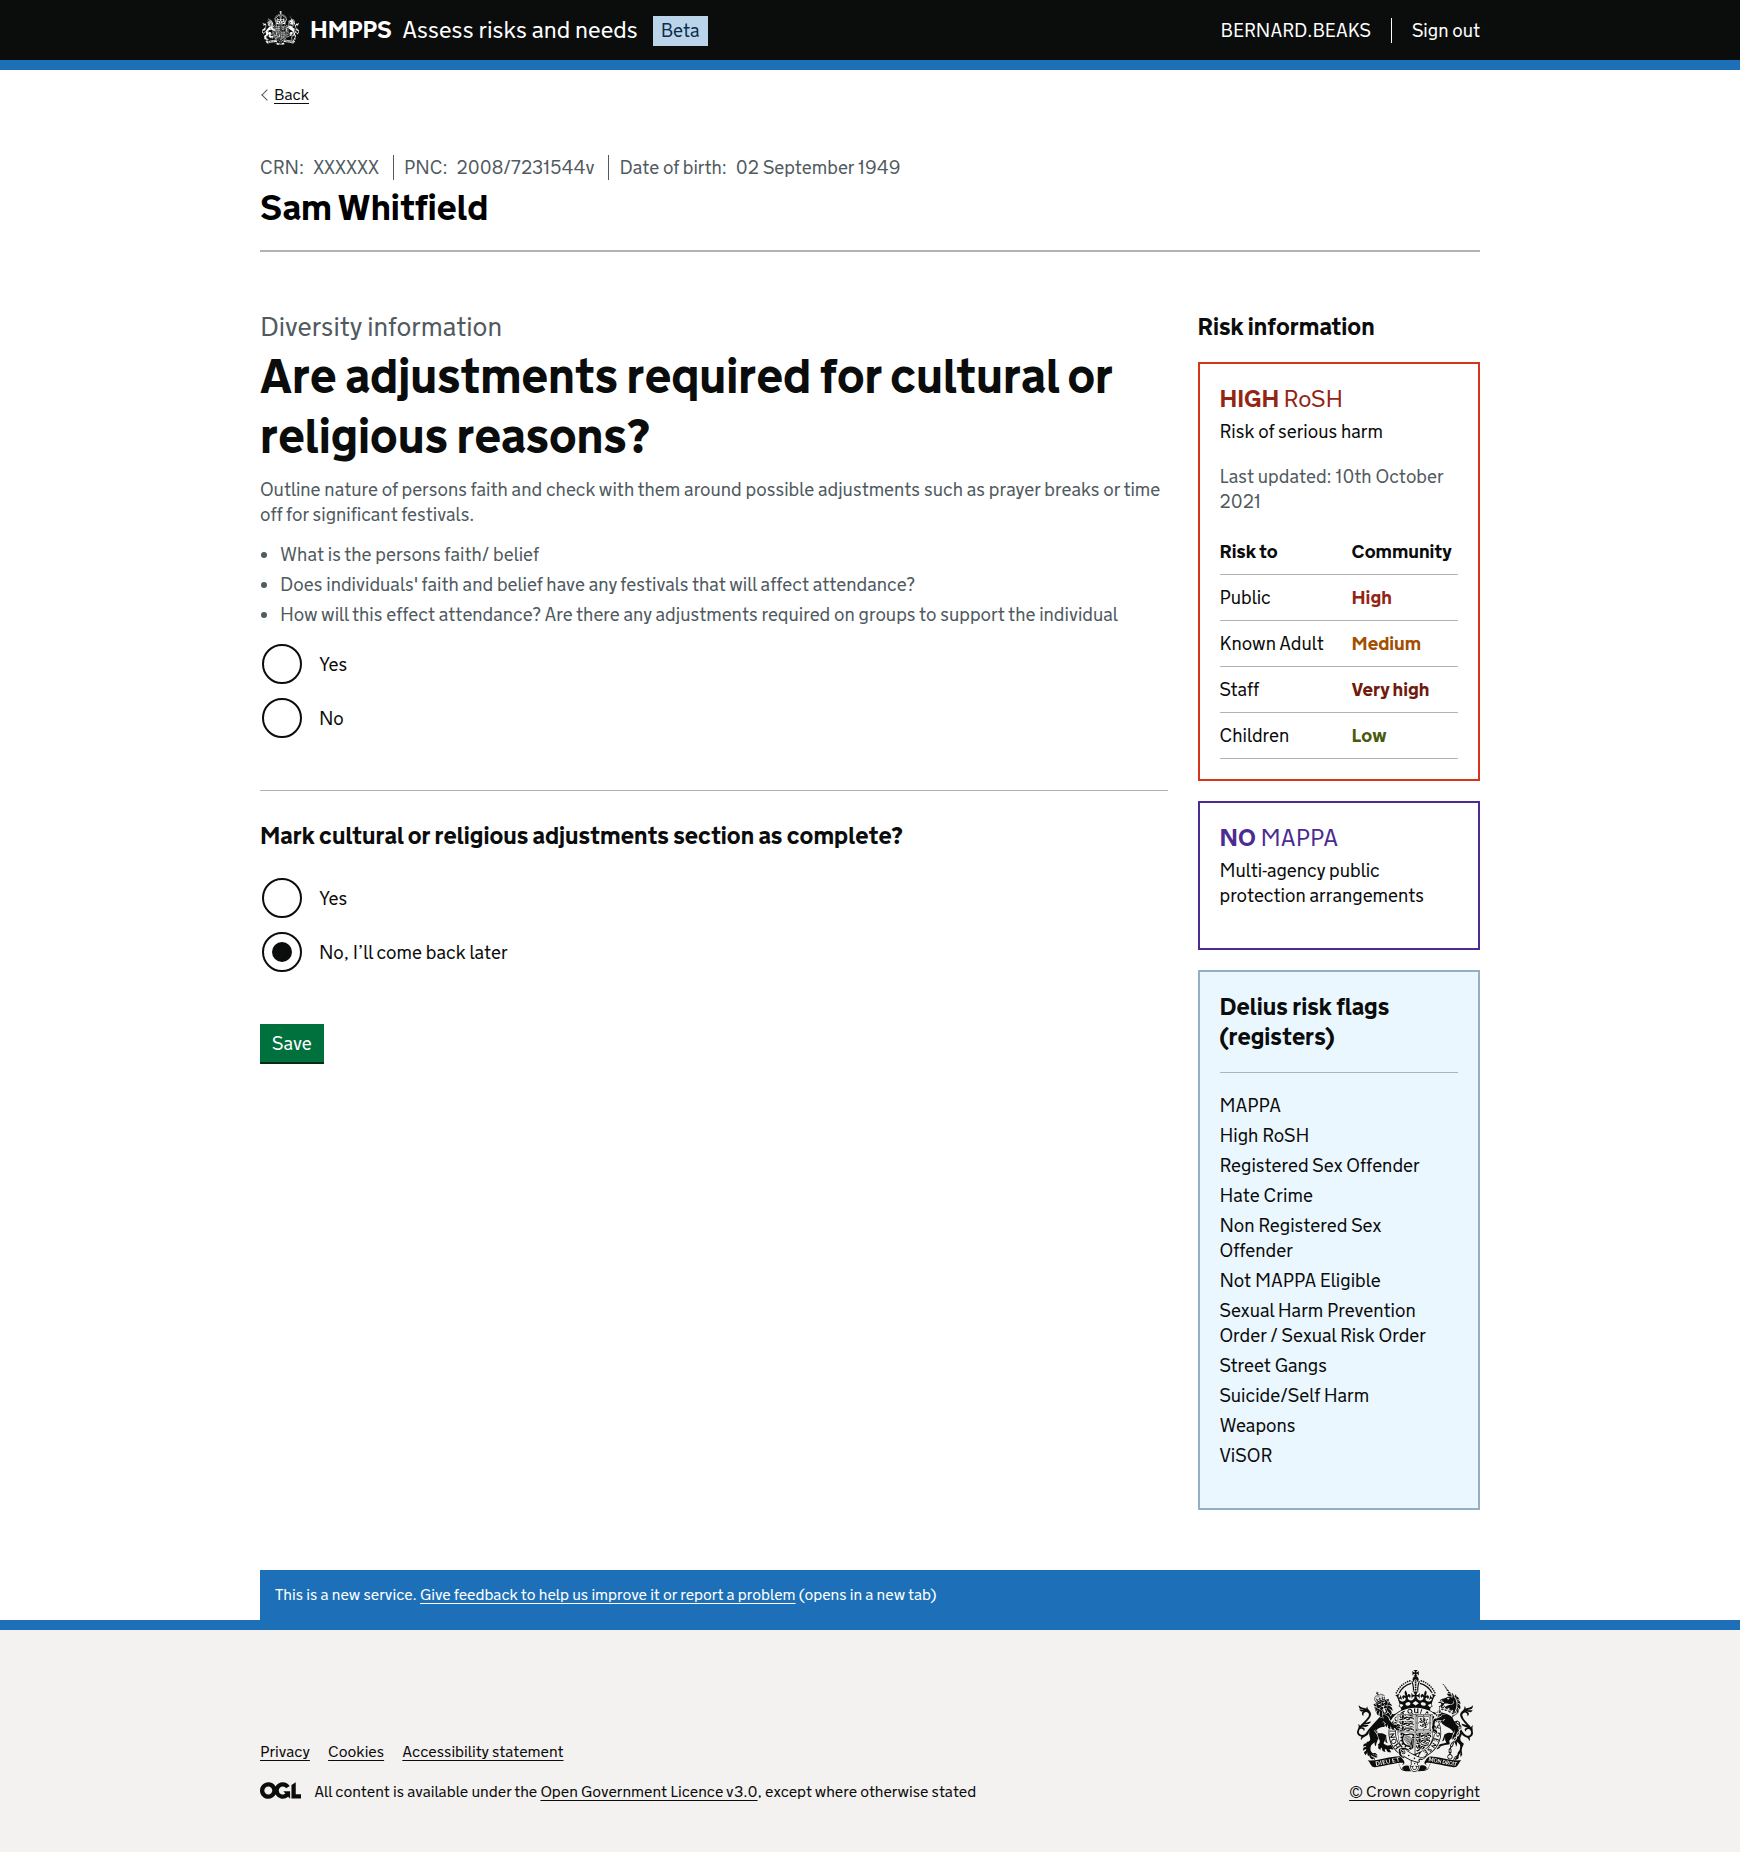 HMPPS Assess risks and needs Beta
BERNARD.BEAKS Sign out
Back
CRN: XXXXXX PNC: 2008/7231544v Date of birth: 02 September 1949
Sam Whitfield
Diversity information
Are adjustments required for cultural or
religious reasons?
Outline nature of persons faith and check with them around possible adjustments such as prayer breaks or time
off for significant festivals.
• What is the persons faith/ belief
• Does individuals' faith and belief have any festivals that will affect attendance?
• How will this effect attendance? Are there any adjustments required on groups to support the individual
Yes
No
Mark cultural or religious adjustments section as complete?
Yes
No, I’ll come back later
Save
Risk information
HIGH RoSH
Risk of serious harm
Last updated: 10th October
2021
Risk to Community
Public High
Known Adult Medium
Staff Very high
Children Low
NO MAPPA
Multi-agency public
protection arrangements
Delius risk flags
(registers)
MAPPA
High RoSH
Registered Sex Offender
Hate Crime
Non Registered Sex
Offender
Not MAPPA Eligible
Sexual Harm Prevention
Order / Sexual Risk Order
Street Gangs
Suicide/Self Harm
Weapons
ViSOR
This is a new service. Give feedback to help us improve it or report a problem (opens in a new tab)
Privacy Cookies Accessibility statement
OGL All content is available under the Open Government Licence v3.0, except where otherwise stated
DIEU ET MON DROIT
© Crown copyright